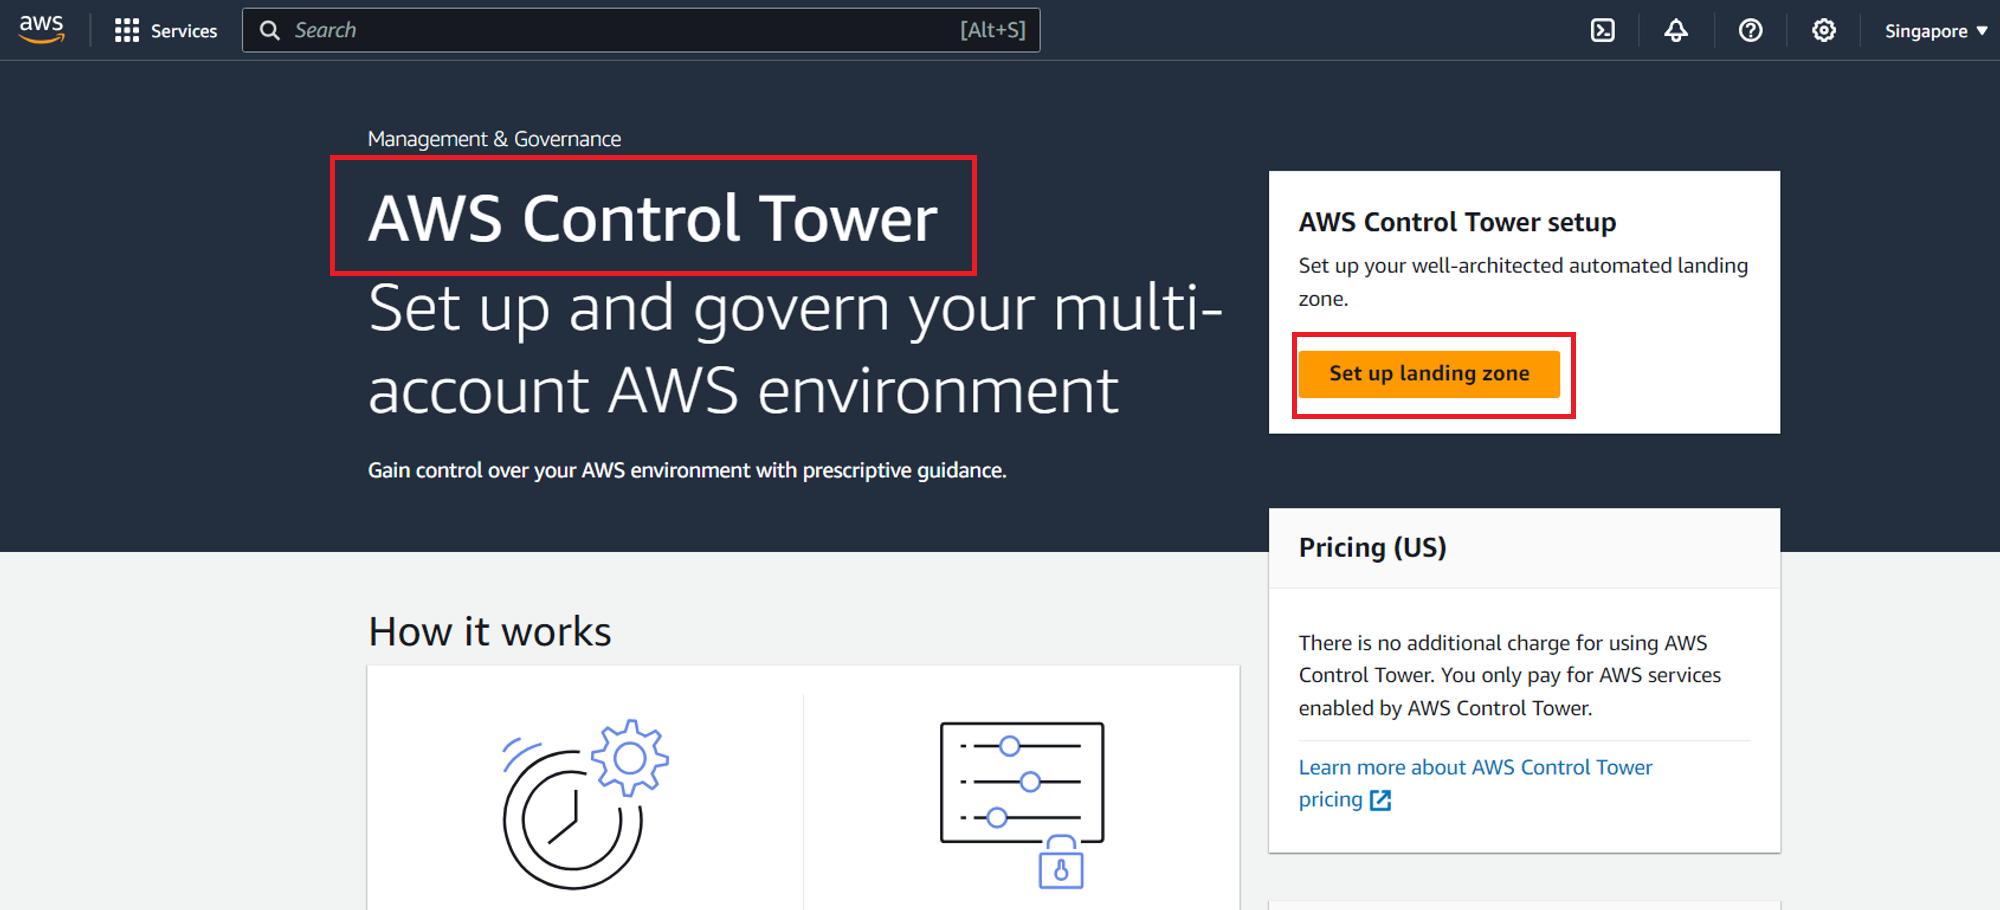 aws
Services
Search
[Alt+S]
Singapore
Management & Governance
AWS Control Tower
Set up and govern your multi-
account AWS environment
Gain control over your AWS environment with prescriptive guidance.
AWS Control Tower setup
Set up your well-architected automated landing
zone.
Set up landing zone
Pricing (US)
There is no additional charge for using AWS
Control Tower. You only pay for AWS services
enabled by AWS Control Tower.
Learn more about AWS Control Tower
pricing
How it works